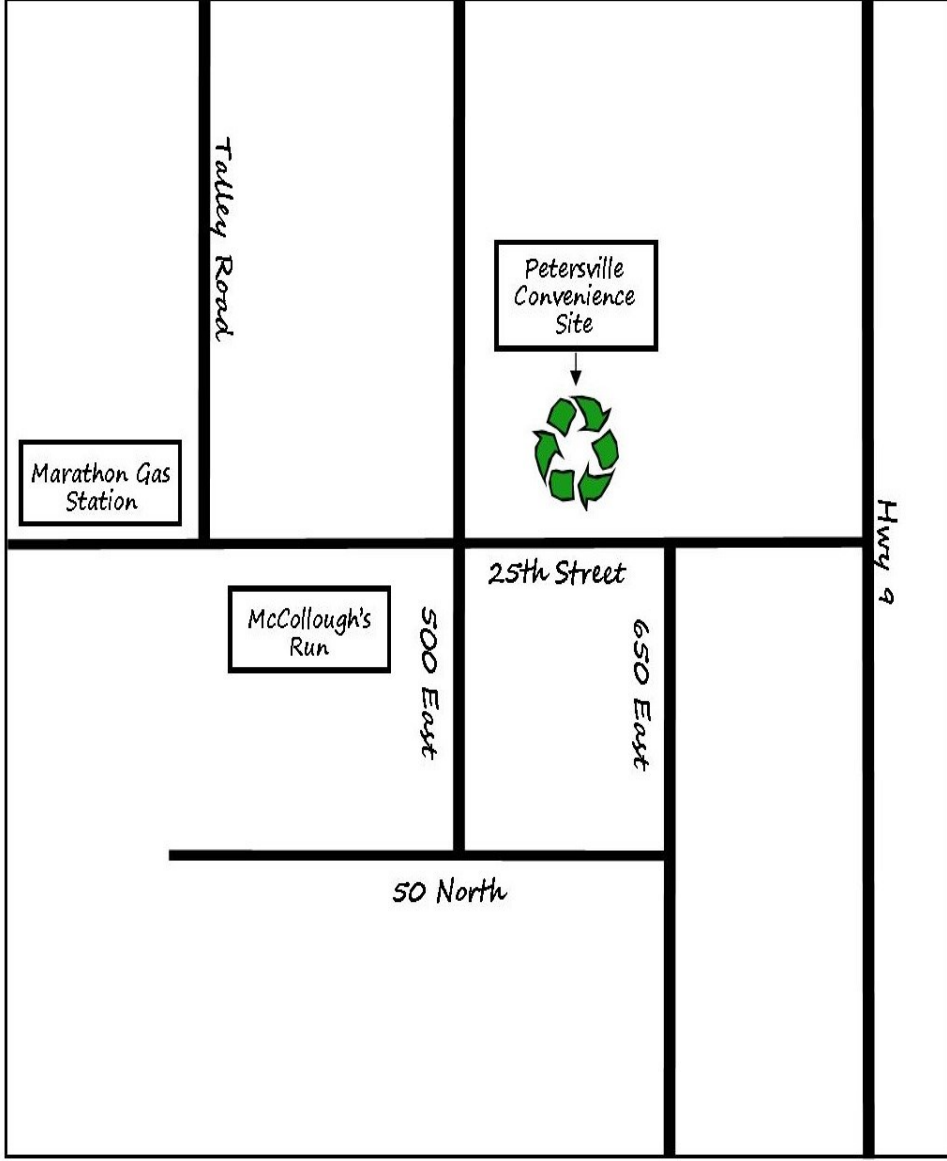 Talley Road
Petersville
Convenience
Site
Marathon Gas
Station
Hwy 9
25th Street
McCollough's
Run
500 East
650 East
50 North